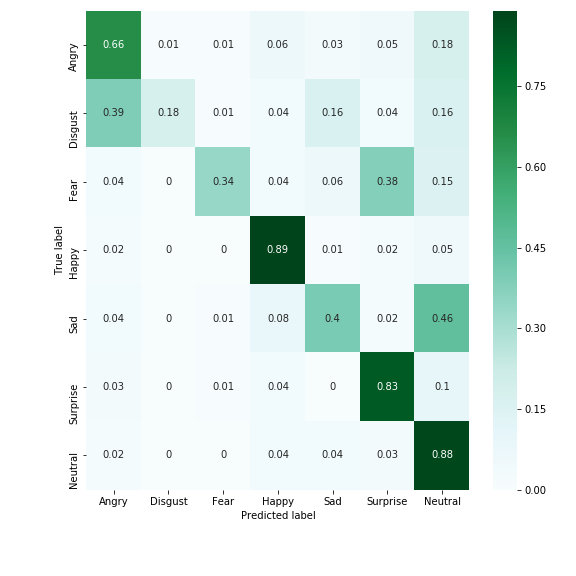 Angry 0.66 0.01 0.01 0.06 0.03 0.05 0.18
Disgust 0.39 0.18 0.01 0.04 0.16 0.04 0.16
Fear 0.04 0 0.34 0.04 0.06 0.38 0.15
Happy 0.02 0 0 0.89 0.01 0.02 0.05
Sad 0.04 0 0.01 0.08 0.4 0.02 0.46
Surprise 0.03 0 0.01 0.04 0 0.83 0.1
Neutral 0.02 0 0 0.04 0.04 0.03 0.88
True label
Angry Disgust Fear Happy Sad Surprise Neutral
Predicted label
0.75
0.60
0.45
0.30
0.15
0.00